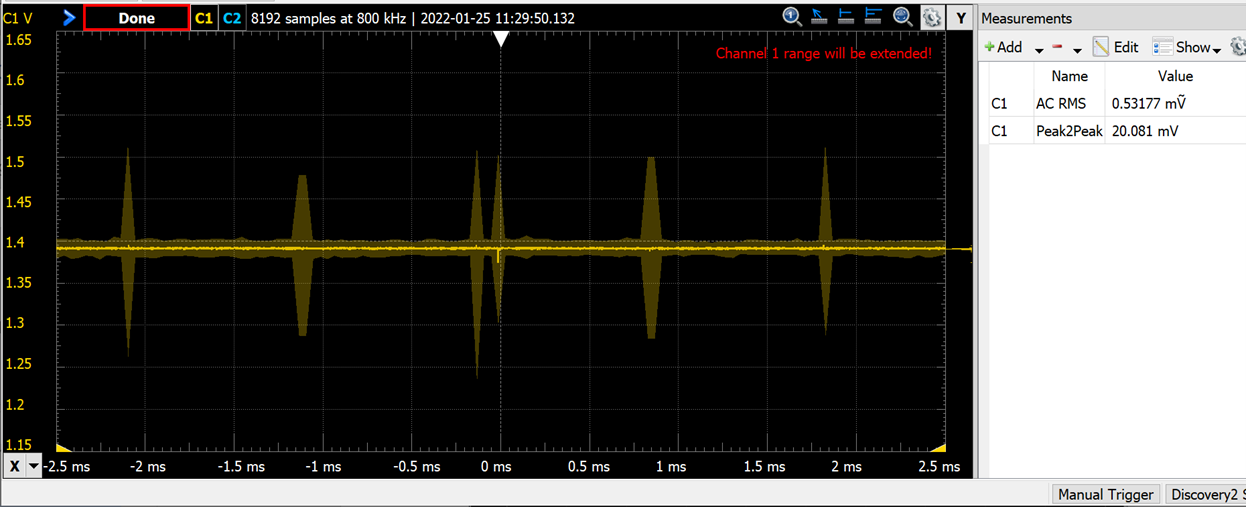 C1 V Done C1 C2 8192 samples at 800 kHz | 2022-01-25 11:29:50.132 Y
Channel 1 range will be extended!
1.65
1.6
1.55
1.5
1.45
1.4
1.35
1.3
1.25
1.2
1.15
X -2.5 ms -2 ms -1.5 ms -1 ms -0.5 ms 0 ms 0.5 ms 1 ms 1.5 ms 2 ms 2.5 ms
Measurements
Add Edit Show
Name Value
C1 AC RMS 0.53177 mṼ
C1 Peak2Peak 20.081 mV
Manual Trigger Discovery2 S